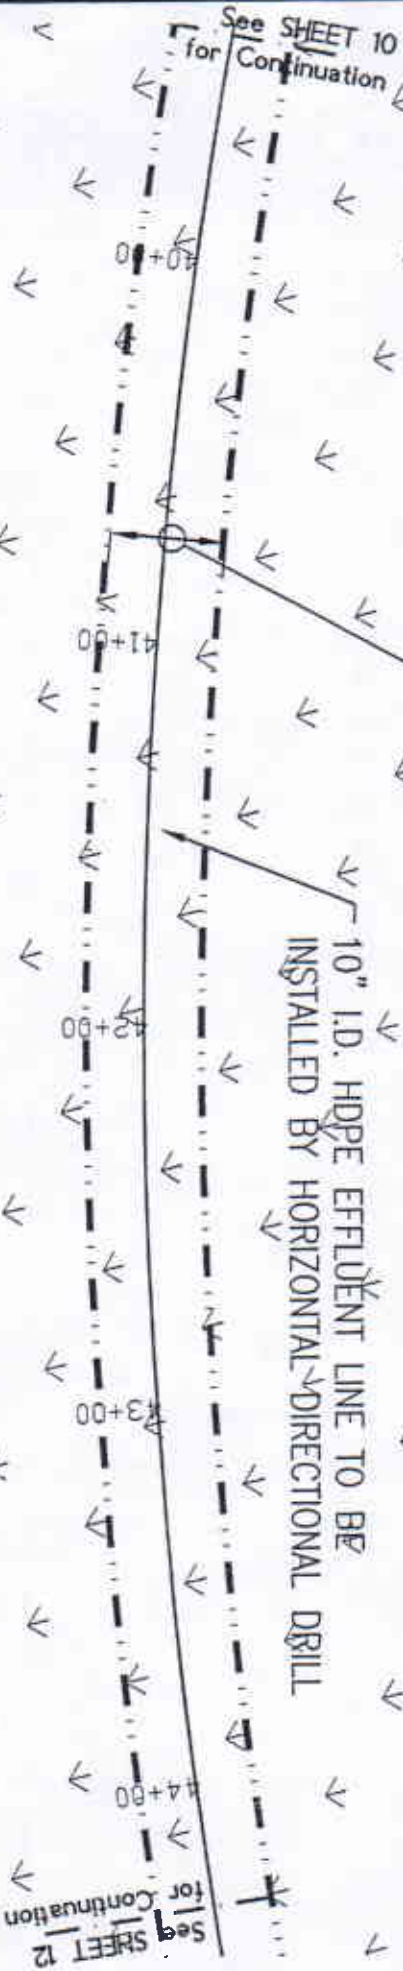 See SHEET 10
for Continuation
40+00
41+00
10" I.D. HDPE EFFLUENT LINE TO BE
INSTALLED BY HORIZONTAL DIRECTIONAL DRILL
42+00
43+00
44+00
See SHEET 12
for Continuation